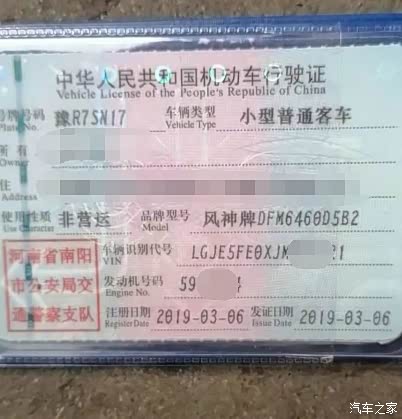 中华人民共和国机动车行驶证
Vehicle License of the People's Republic of China
号牌号码 豫R7SN17 车辆类型 小型普通客车
Vehicle Type
所有
Owner
住
Address
使用性质 非营运 品牌型号 风神牌DFM6460D5B2
Use Character Model
河南省南阳
市公安局交
通警察支队
车辆识别代号 LGJE5FE0XJM 21
VIN
发动机号码 59 4
Engine No.
注册日期 2019-03-06 发证日期 2019-03-06
Register Date Issue Date
汽车之家